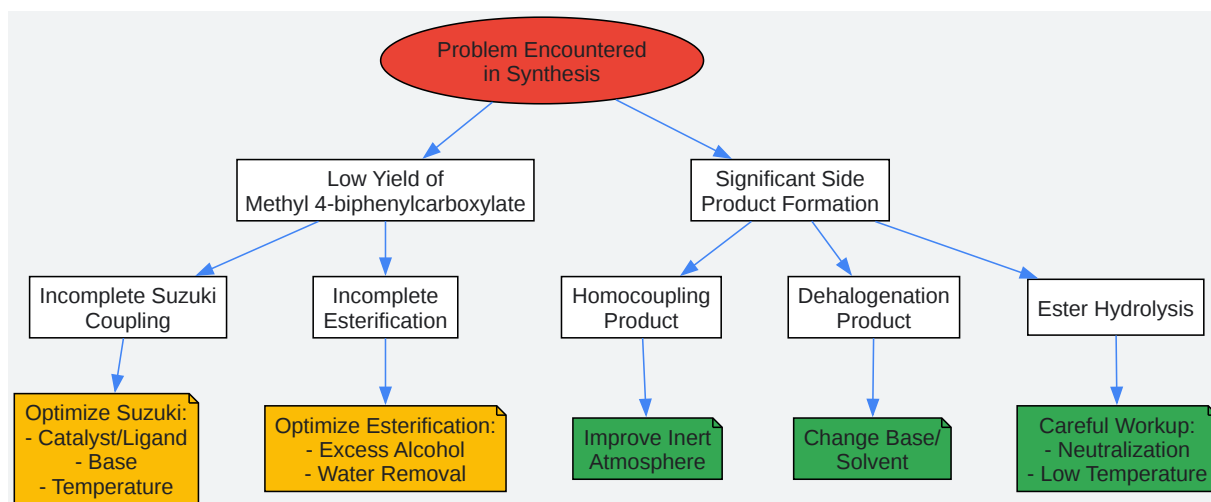 Problem Encountered
in Synthesis
Low Yield of
Methyl 4-biphenylcarboxylate
Significant Side
Product Formation
Incomplete Suzuki
Coupling
Incomplete
Esterification
Homocoupling
Product
Dehalogenation
Product
Ester Hydrolysis
Optimize Suzuki:
- Catalyst/Ligand
- Base
- Temperature
Optimize Esterification:
- Excess Alcohol
- Water Removal
Improve Inert
Atmosphere
Change Base/
Solvent
Careful Workup:
- Neutralization
- Low Temperature